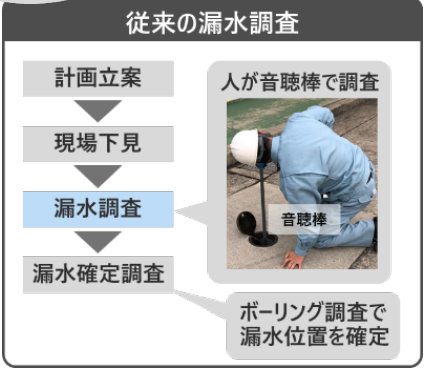 従来の漏水調査
計画立案
現場下見
漏水調査
漏水確定調査
人が音聴棒で調査
音聴棒
ボーリング調査で
漏水位置を確定